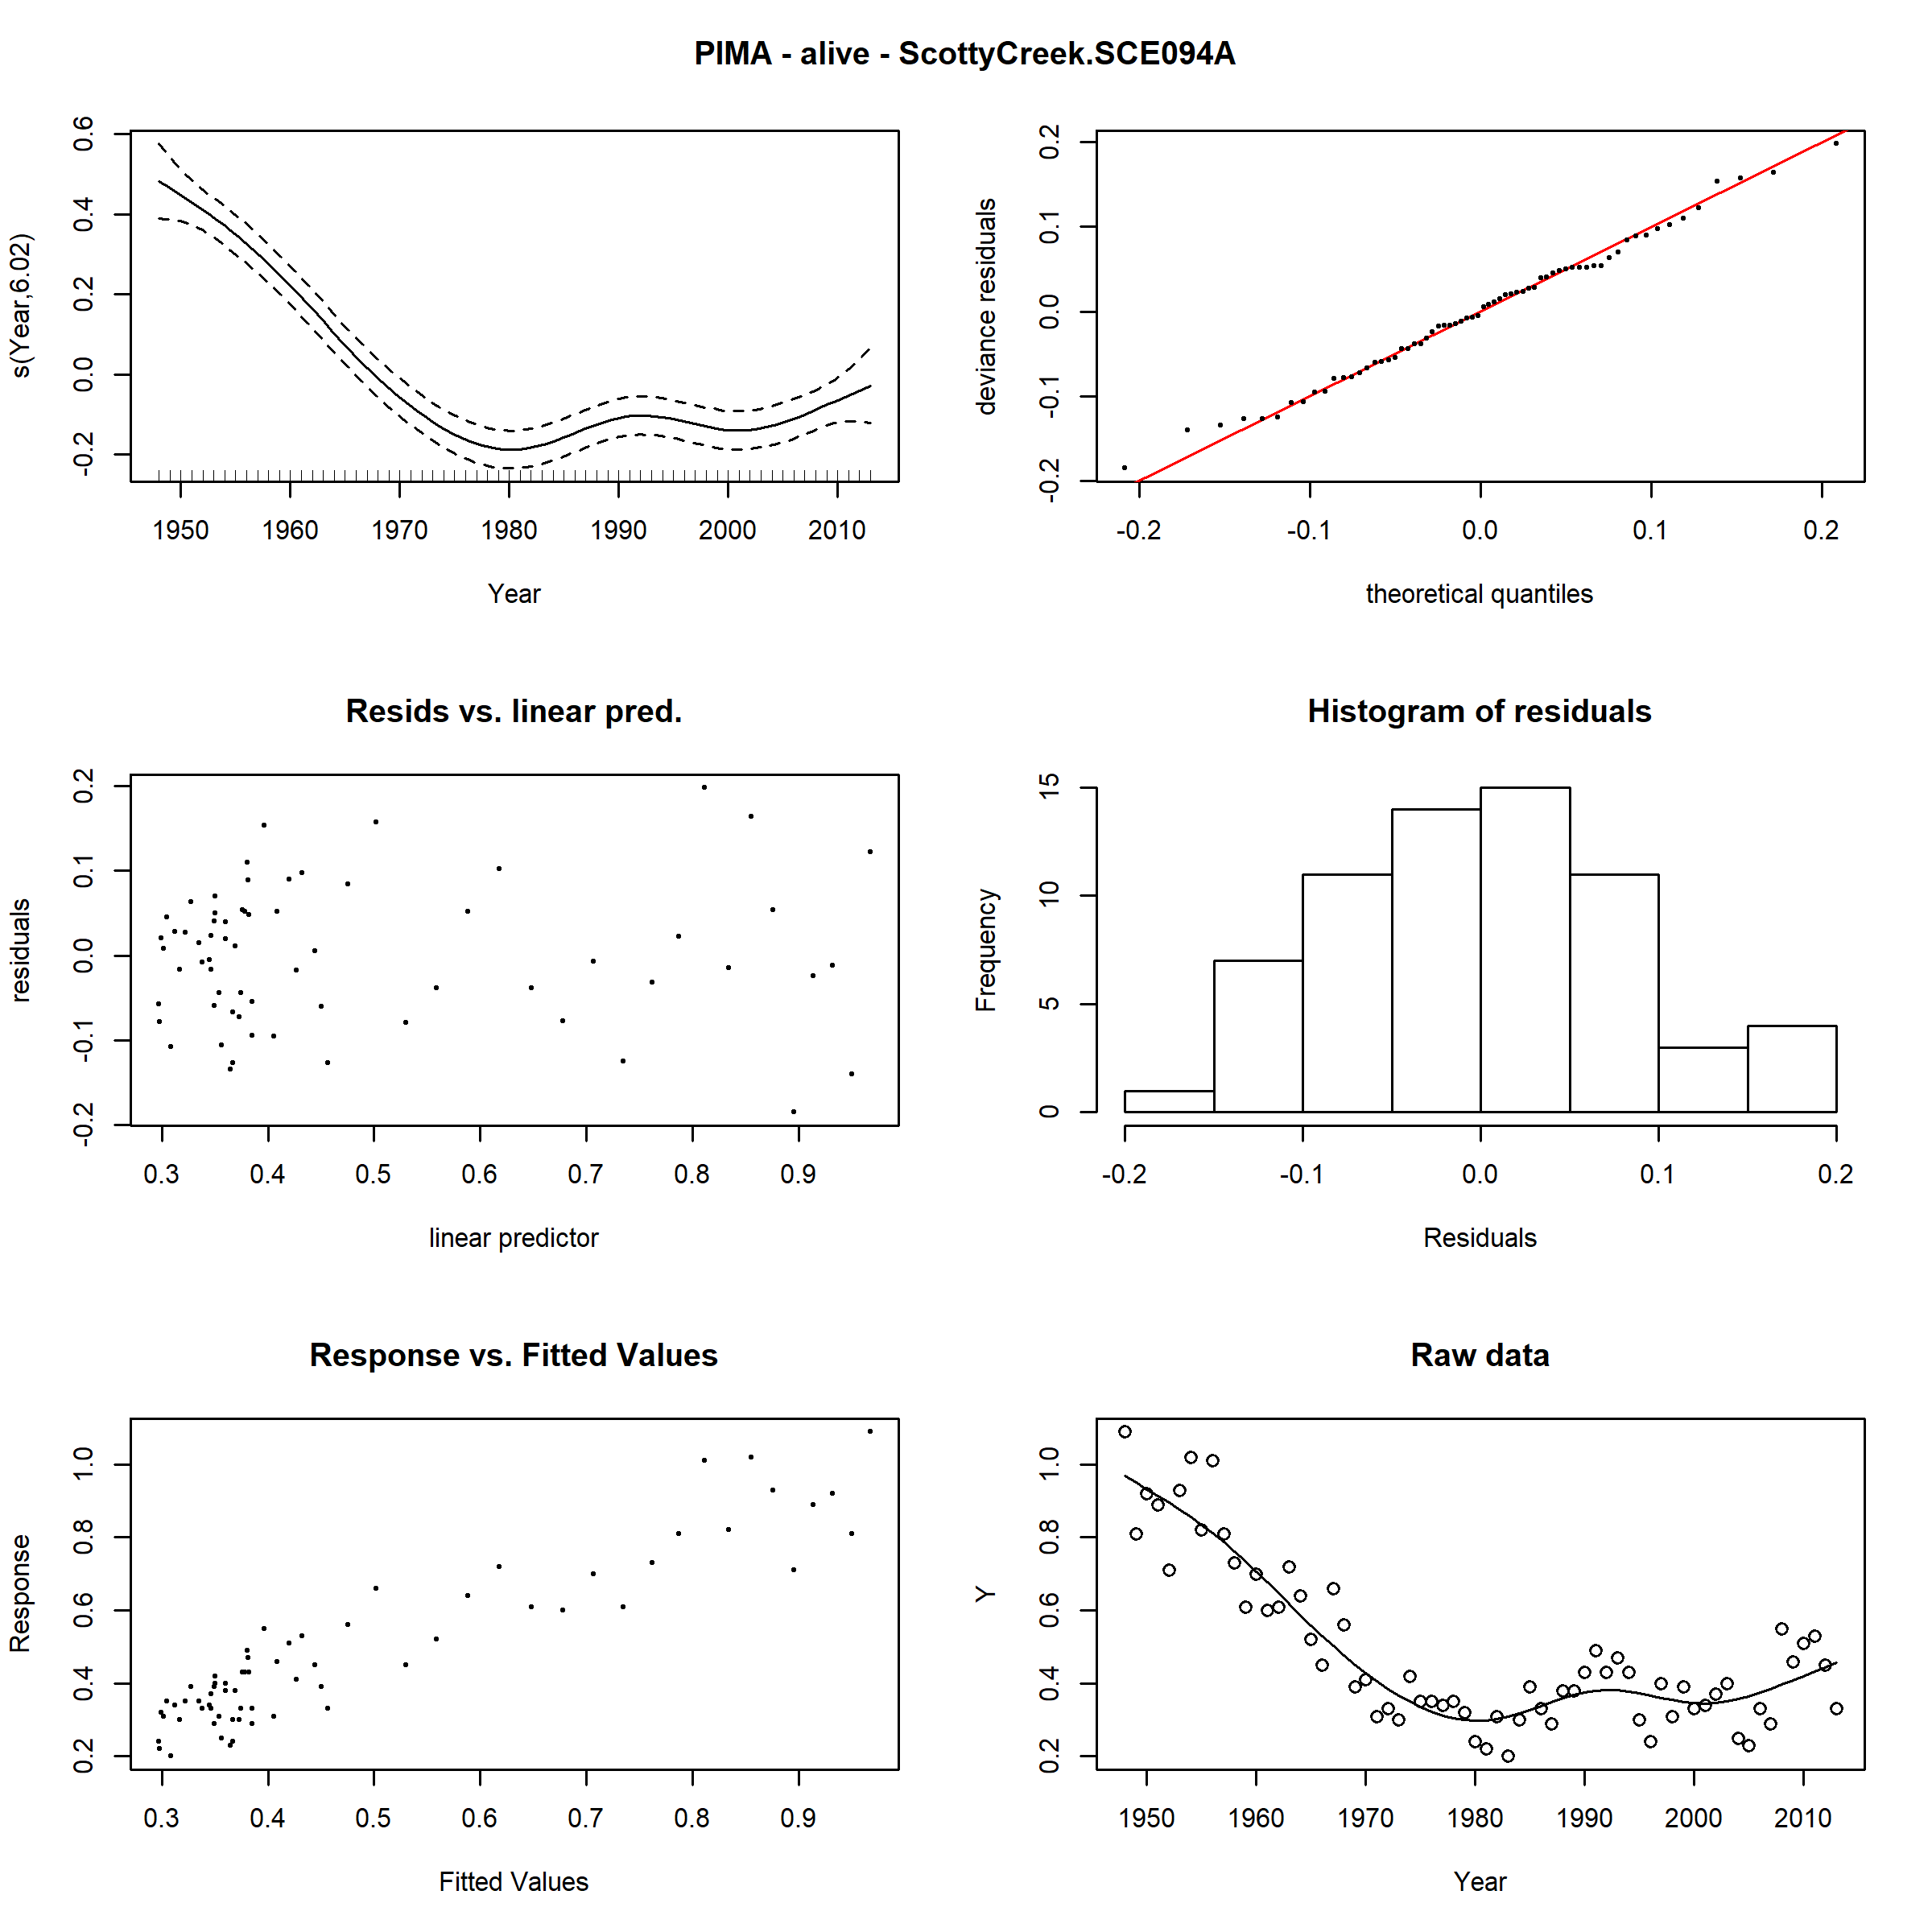 PIMA - alive - ScottyCreek.SCE094A
s(Year,6.02)
0.6
0.4
0.2
0.0
-0.2
1950 1960 1970 1980 1990 2000 2010
Year
deviance residuals
0.2
0.1
0.0
-0.1
-0.2
-0.2 -0.1 0.0 0.1 0.2
theoretical quantiles
Resids vs. linear pred.
residuals
0.2
0.1
0.0
-0.1
-0.2
0.3 0.4 0.5 0.6 0.7 0.8 0.9
linear predictor
Histogram of residuals
Frequency
15
10
5
0
-0.2 -0.1 0.0 0.1 0.2
Residuals
Response vs. Fitted Values
Response
1.0
0.8
0.6
0.4
0.2
0.3 0.4 0.5 0.6 0.7 0.8 0.9
Fitted Values
Raw data
Y
1.0
0.8
0.6
0.4
0.2
1950 1960 1970 1980 1990 2000 2010
Year